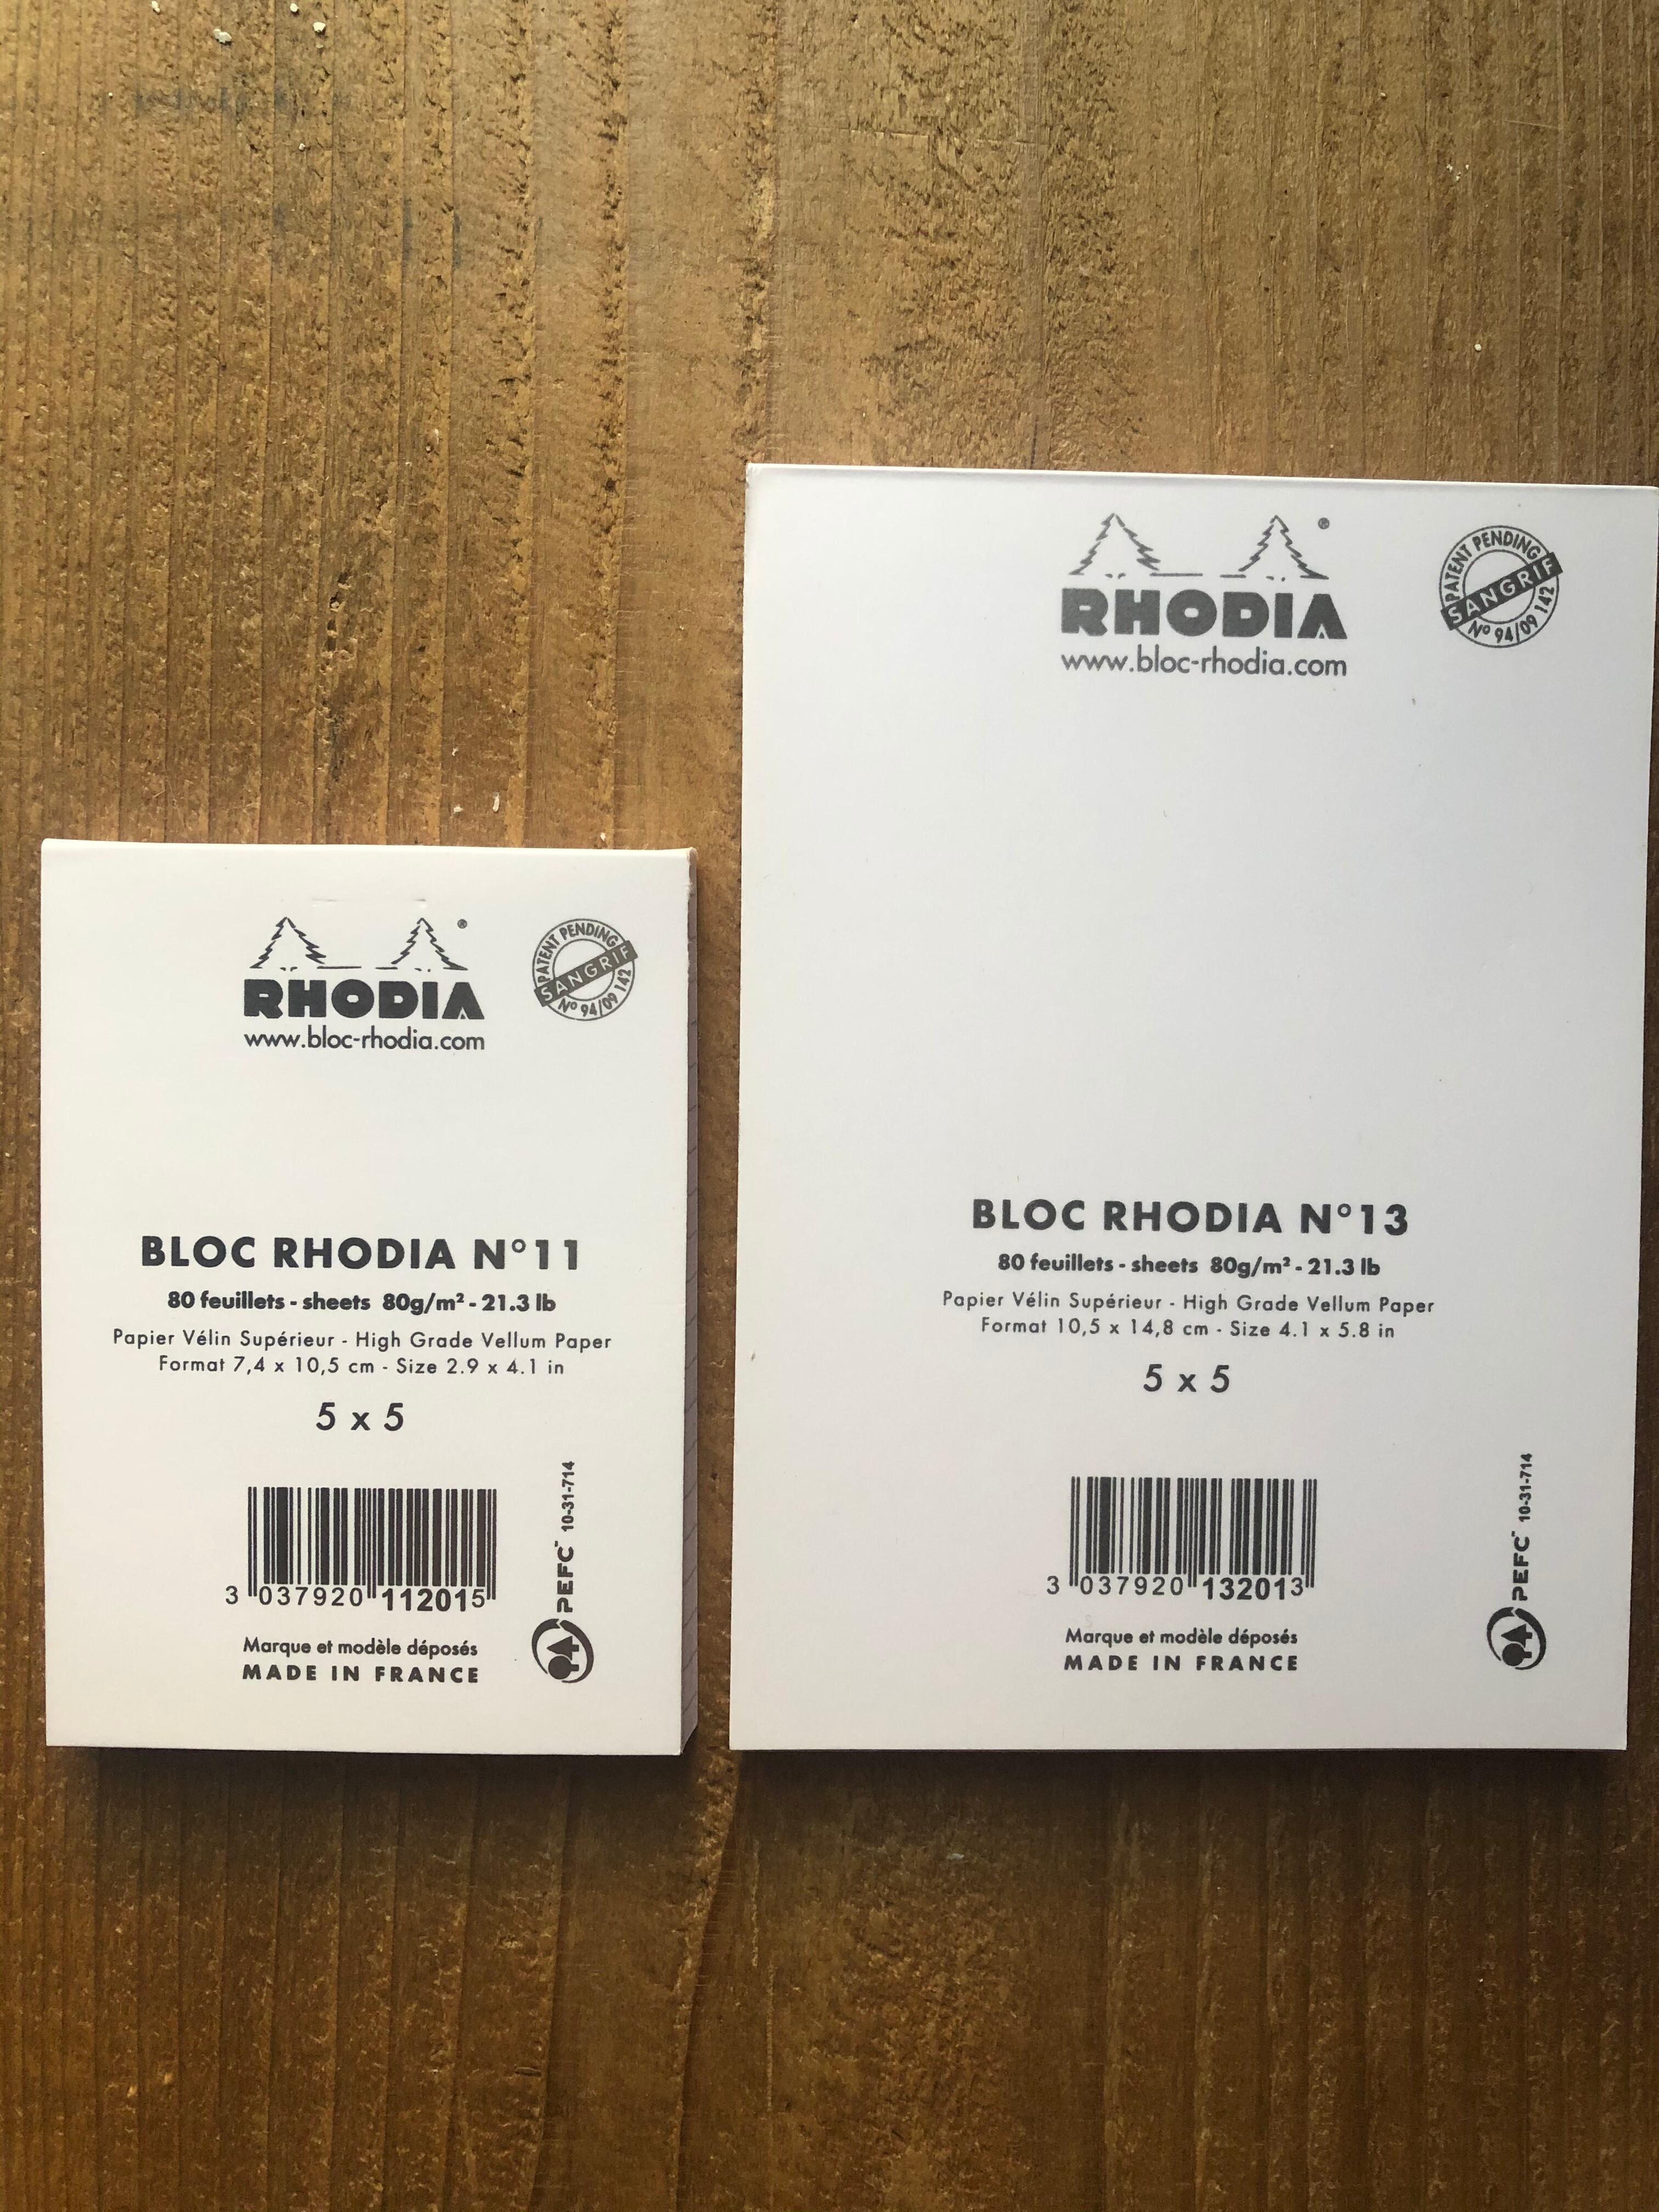 ®
RHODIA
www.bloc-rhodia.com
PATENT PENDING
SANGRIF
Nº 94/09 142
BLOC RHODIA N°11
80 feuillets - sheets 80g/m² - 21.3 lb
Papier Vélin Supérieur - High Grade Vellum Paper
Format 7,4 x 10,5 cm - Size 2.9 x 4.1 in
5 x 5
3 037920 112015
Marque et modèle déposés
MADE IN FRANCE
PEFC™ 10-31-714
®
RHODIA
www.bloc-rhodia.com
PATENT PENDING
SANGRIF
Nº 94/09 142
BLOC RHODIA N°13
80 feuillets - sheets 80g/m² - 21.3 lb
Papier Vélin Supérieur - High Grade Vellum Paper
Format 10,5 x 14,8 cm - Size 4.1 x 5.8 in
5 x 5
3 037920 132013
Marque et modèle déposés
MADE IN FRANCE
PEFC™ 10-31-714